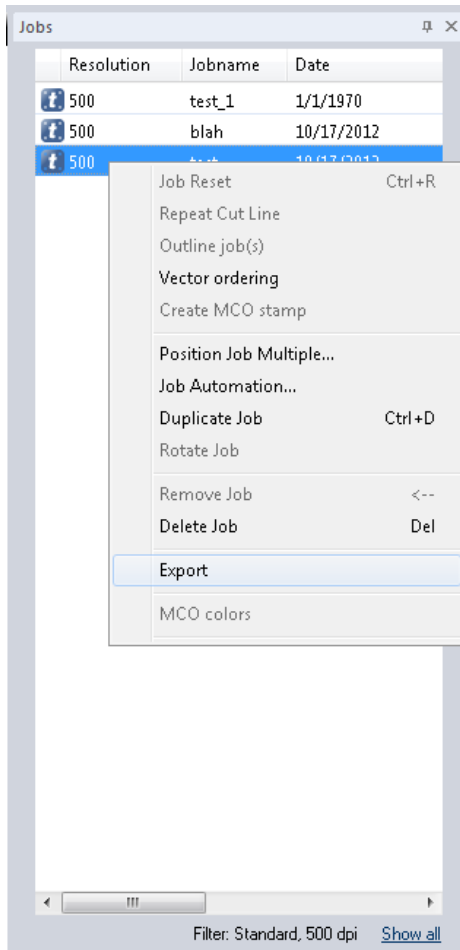 Jobs
Resolution Jobname Date
500 test_1 1/1/1970
500 blah 10/17/2012
500
Job Reset Ctrl+R
Repeat Cut Line
Outline job(s)
Vector ordering
Create MCO stamp
Position Job Multiple...
Job Automation...
Duplicate Job Ctrl+D
Rotate Job
Remove Job <--
Delete Job Del
Export
MCO colors
Filter: Standard, 500 dpi Show all